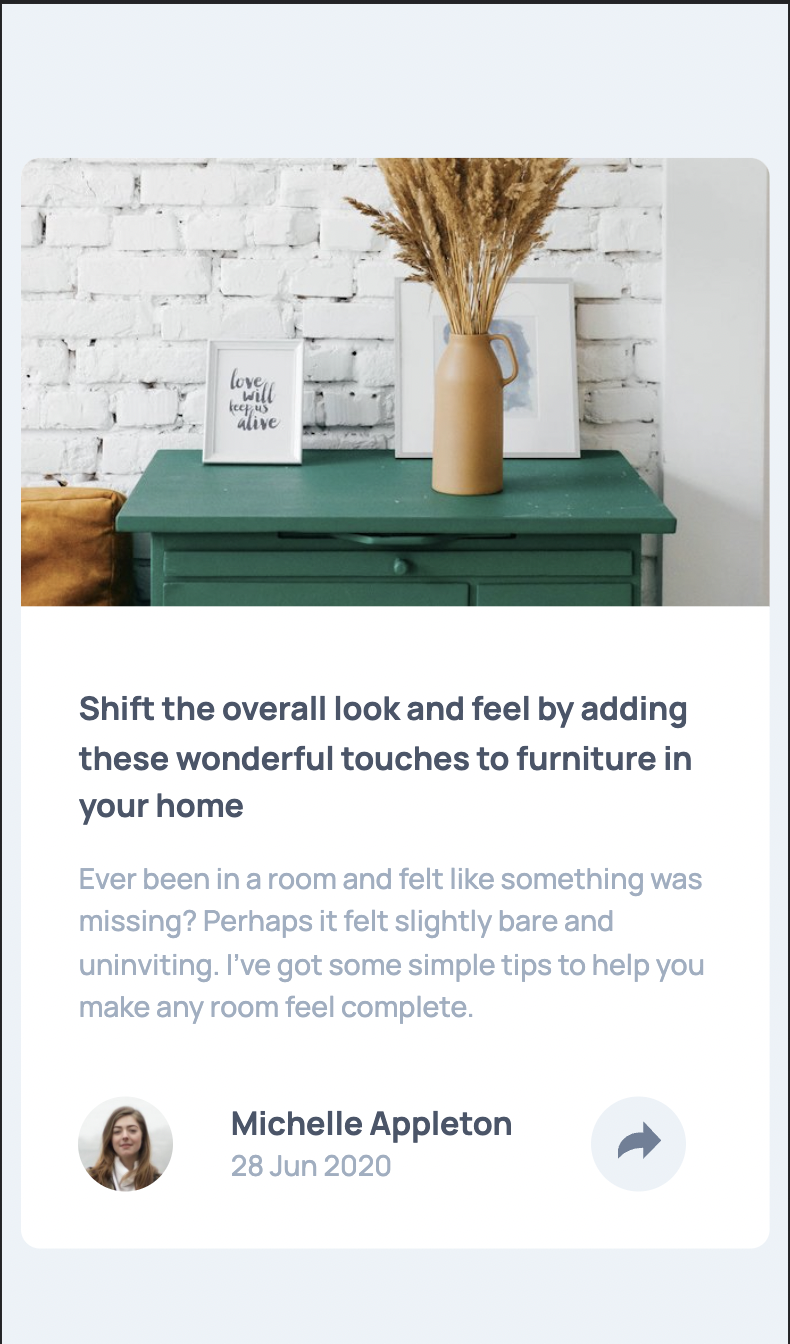 love
will
keep us
alive
Shift the overall look and feel by adding
these wonderful touches to furniture in
your home
Ever been in a room and felt like something was
missing? Perhaps it felt slightly bare and
uninviting. I’ve got some simple tips to help you
make any room feel complete.
Michelle Appleton
28 Jun 2020